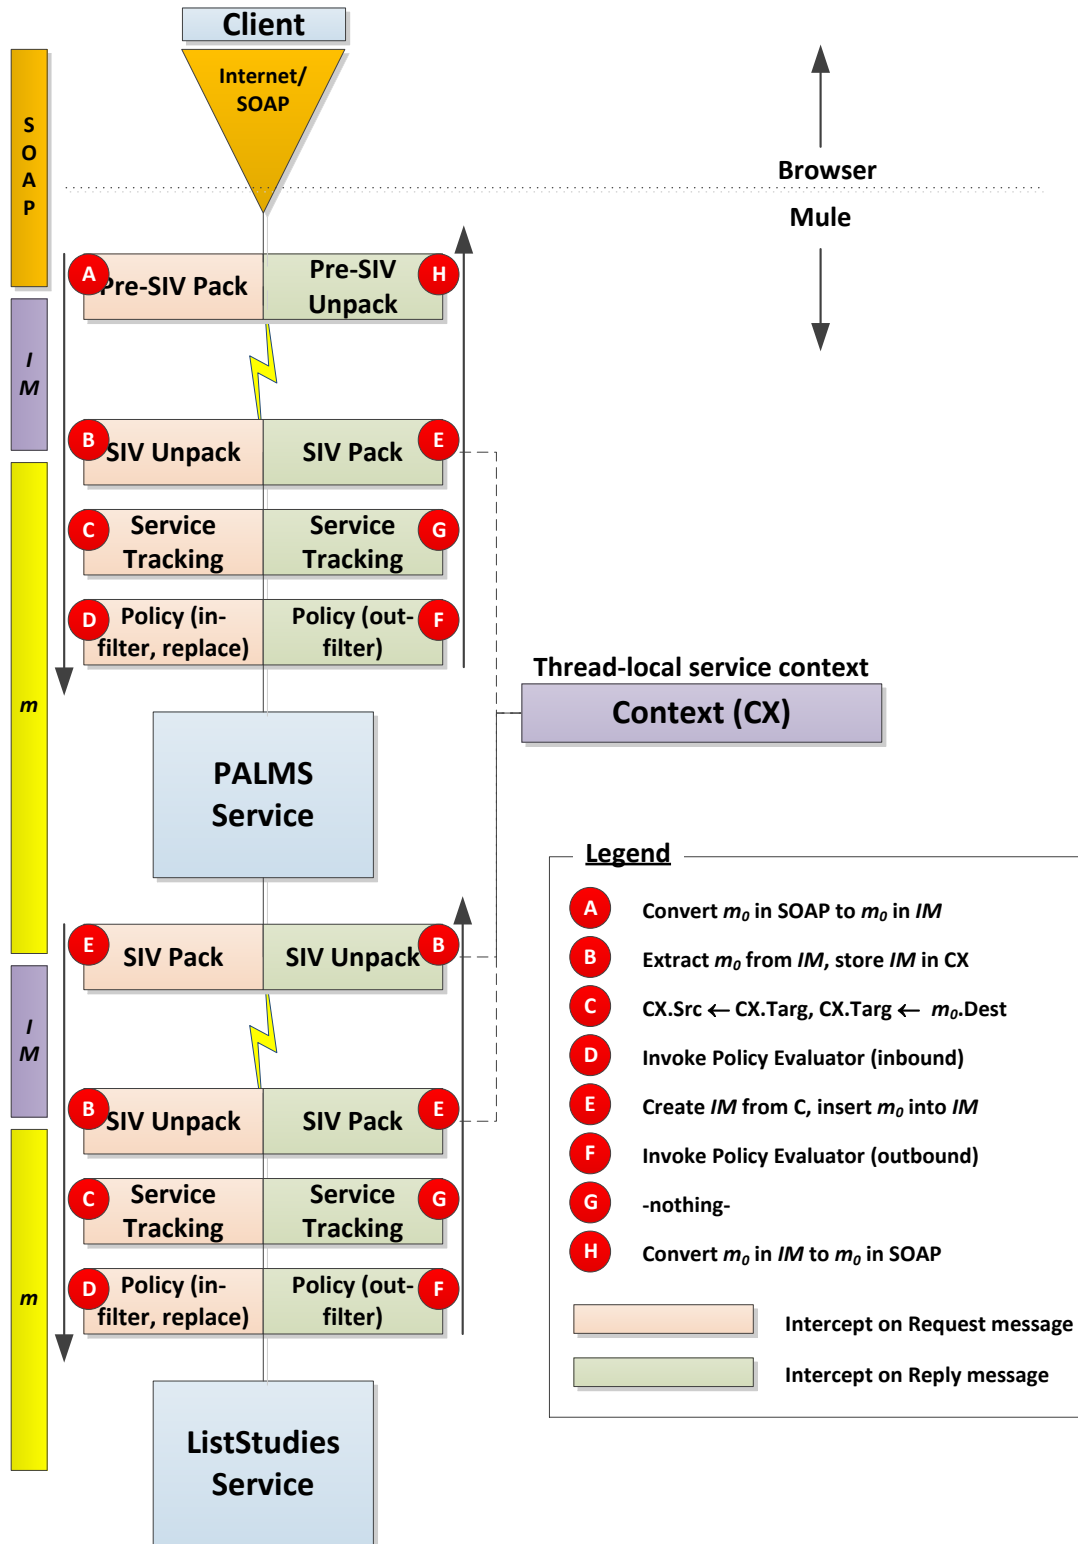 Client
Internet/
SOAP
S
O
A
P
Browser
Mule
A
Pre-SIV Pack
Pre-SIV
Unpack
H
I
M
B
SIV Unpack
SIV Pack
E
C
Service
Tracking
Service
Tracking
G
D
Policy (in-
filter, replace)
Policy (out-
filter)
F
m
Thread-local service context
Context (CX)
PALMS
Service
E
SIV Pack
SIV Unpack
B
I
M
B
SIV Unpack
SIV Pack
E
C
Service
Tracking
Service
Tracking
G
D
Policy (in-
filter, replace)
Policy (out-
filter)
F
m
ListStudies
Service
Legend
A Convert m0 in SOAP to m0 in IM
B Extract m0 from IM, store IM in CX
C CX.Src ← CX.Targ, CX.Targ ← m0.Dest
D Invoke Policy Evaluator (inbound)
E Create IM from C, insert m0 into IM
F Invoke Policy Evaluator (outbound)
G -nothing-
H Convert m0 in IM to m0 in SOAP
Intercept on Request message
Intercept on Reply message